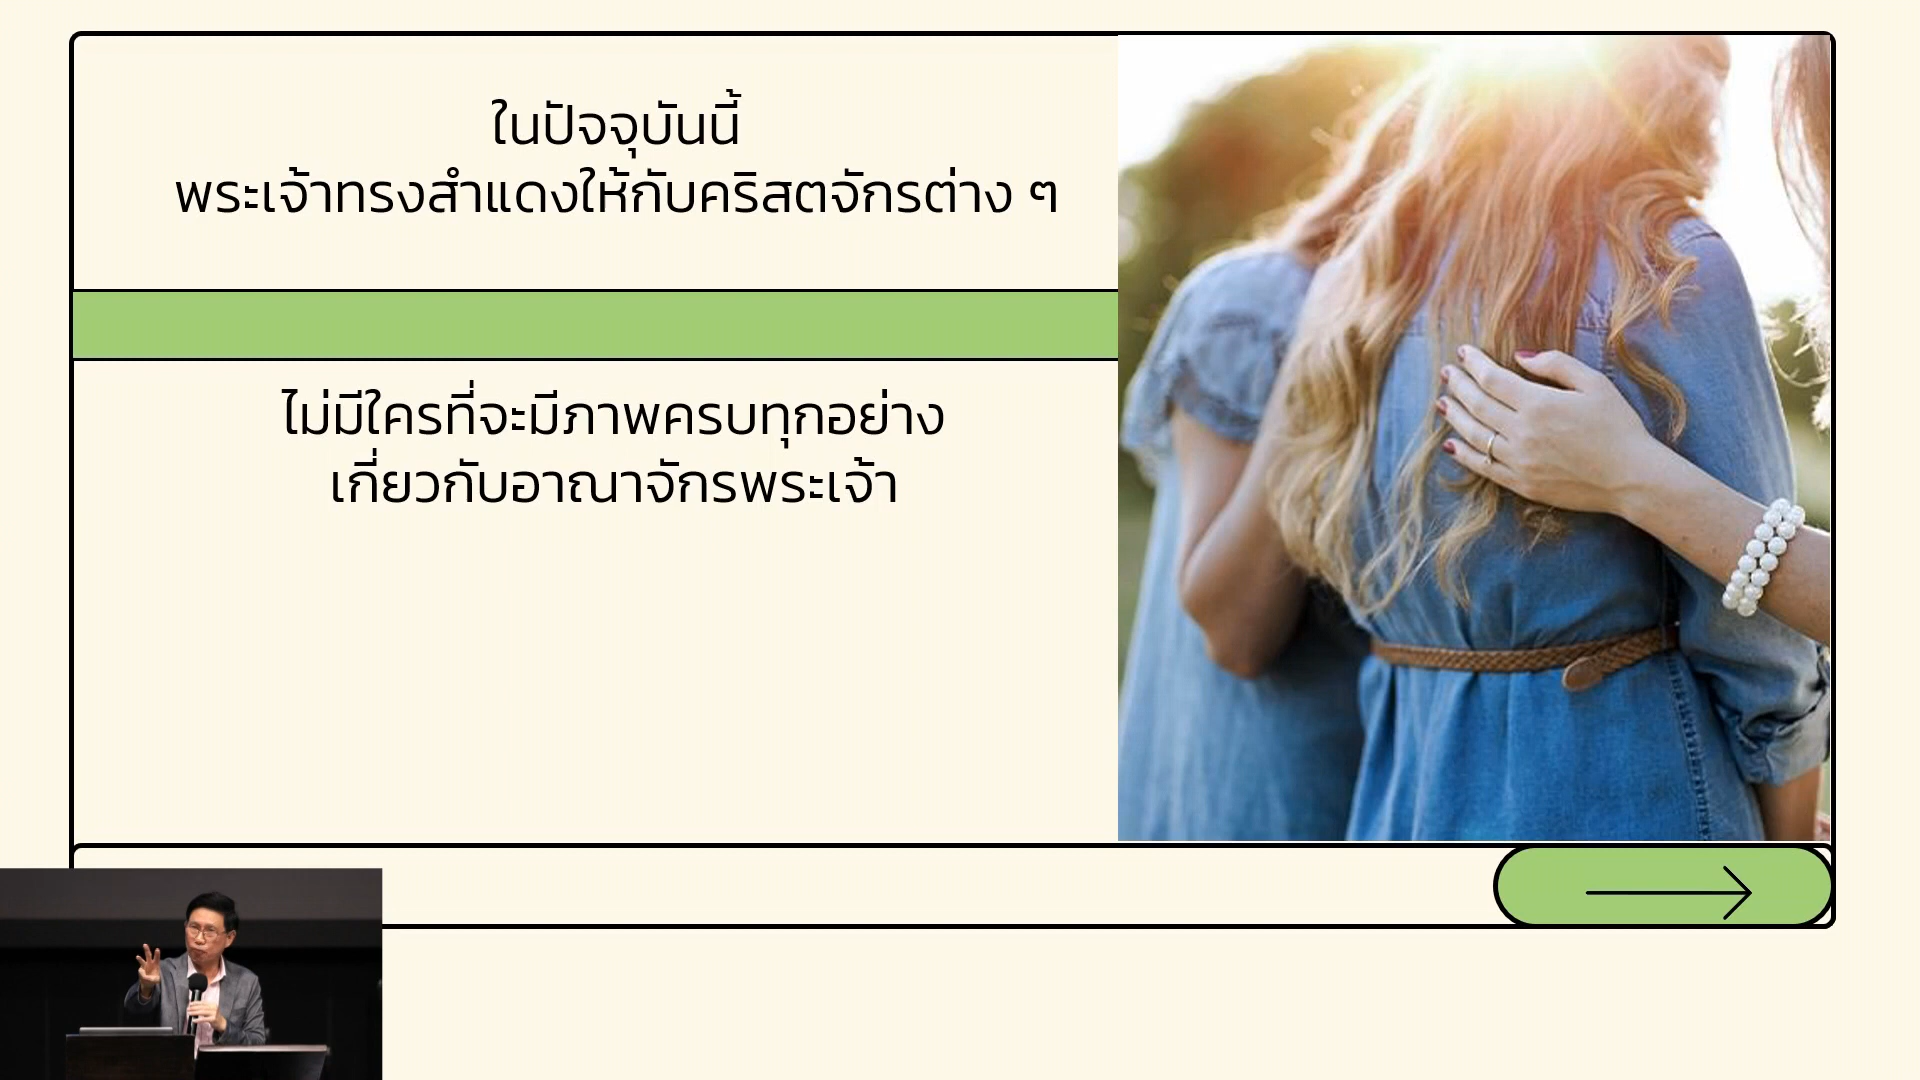 ในปัจจุบันนี้
พระเจ้าทรงสำแดงให้กับคริสตจักรต่าง ๆ
ไม่มีใครที่จะมีภาพครบทุกอย่าง
เกี่ยวกับอาณาจักรพระเจ้า